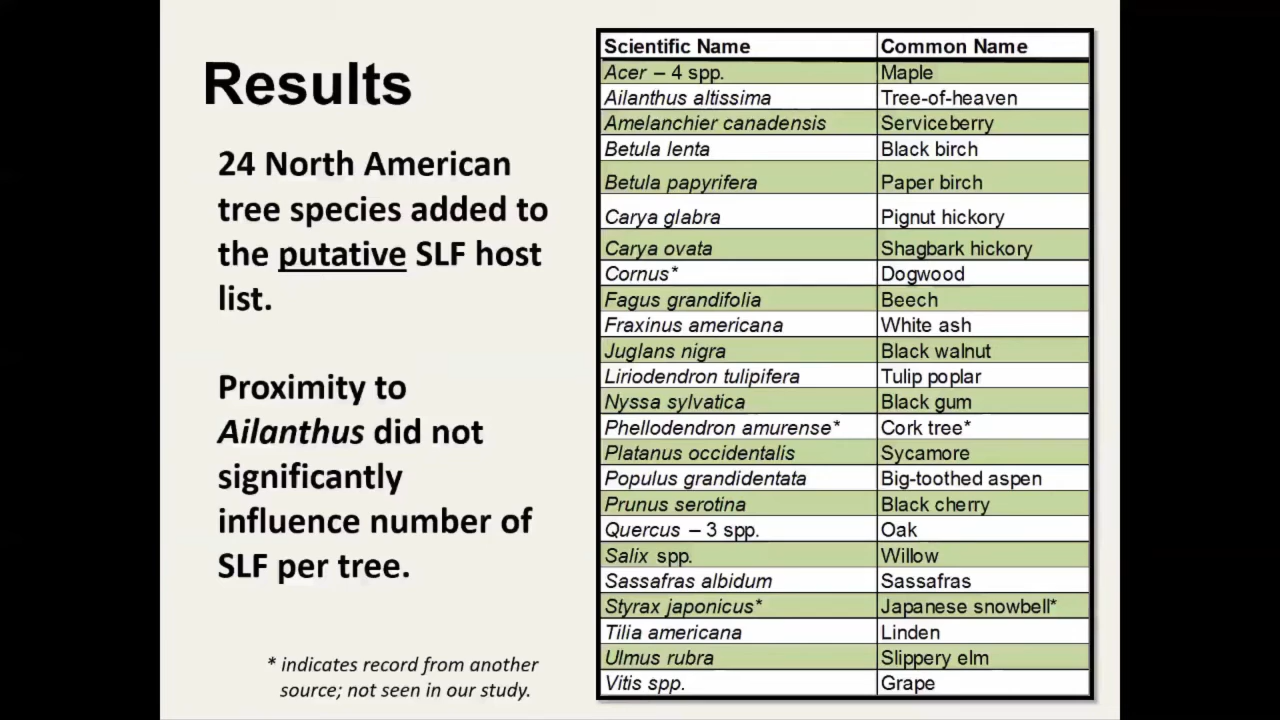 Results
24 North American
tree species added to
the putative SLF host
list.
Proximity to
Ailanthus did not
significantly
influence number of
SLF per tree.
* indicates record from another
source; not seen in our study.
Scientific Name Common Name
Acer – 4 spp. Maple
Ailanthus altissima Tree-of-heaven
Amelanchier canadensis Serviceberry
Betula lenta Black birch
Betula papyrifera Paper birch
Carya glabra Pignut hickory
Carya ovata Shagbark hickory
Cornus* Dogwood
Fagus grandifolia Beech
Fraxinus americana White ash
Juglans nigra Black walnut
Liriodendron tulipifera Tulip poplar
Nyssa sylvatica Black gum
Phellodendron amurense* Cork tree*
Platanus occidentalis Sycamore
Populus grandidentata Big-toothed aspen
Prunus serotina Black cherry
Quercus – 3 spp. Oak
Salix spp. Willow
Sassafras albidum Sassafras
Styrax japonicus* Japanese snowbell*
Tilia americana Linden
Ulmus rubra Slippery elm
Vitis spp. Grape